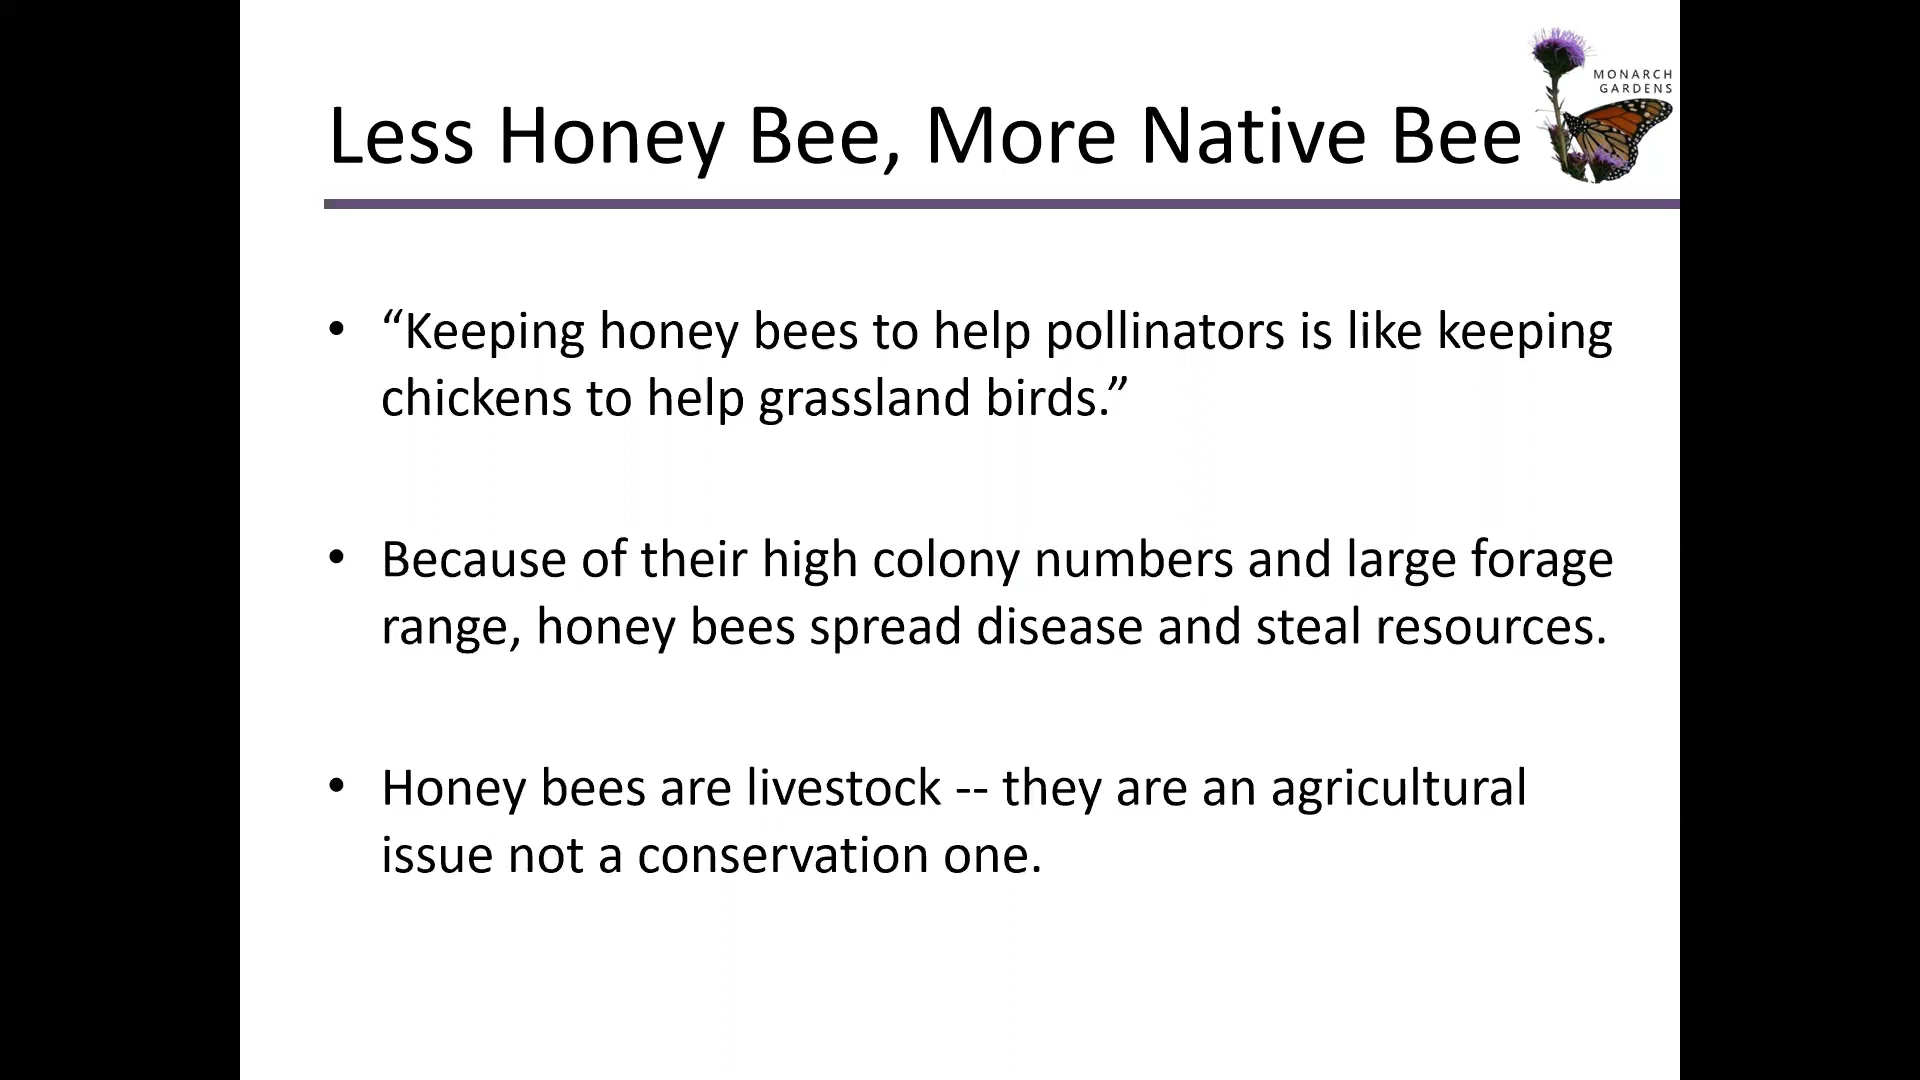 MONARCH
GARDENS
Less Honey Bee, More Native Bee
• “Keeping honey bees to help pollinators is like keeping
chickens to help grassland birds.”
• Because of their high colony numbers and large forage
range, honey bees spread disease and steal resources.
• Honey bees are livestock -- they are an agricultural
issue not a conservation one.